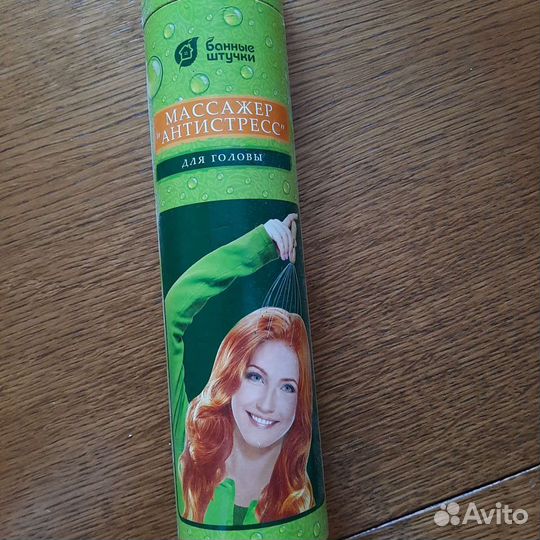 банные
штучки
МАССАЖЕР
"АНТИСТРЕСС"
ДЛЯ ГОЛОВЫ
Avito